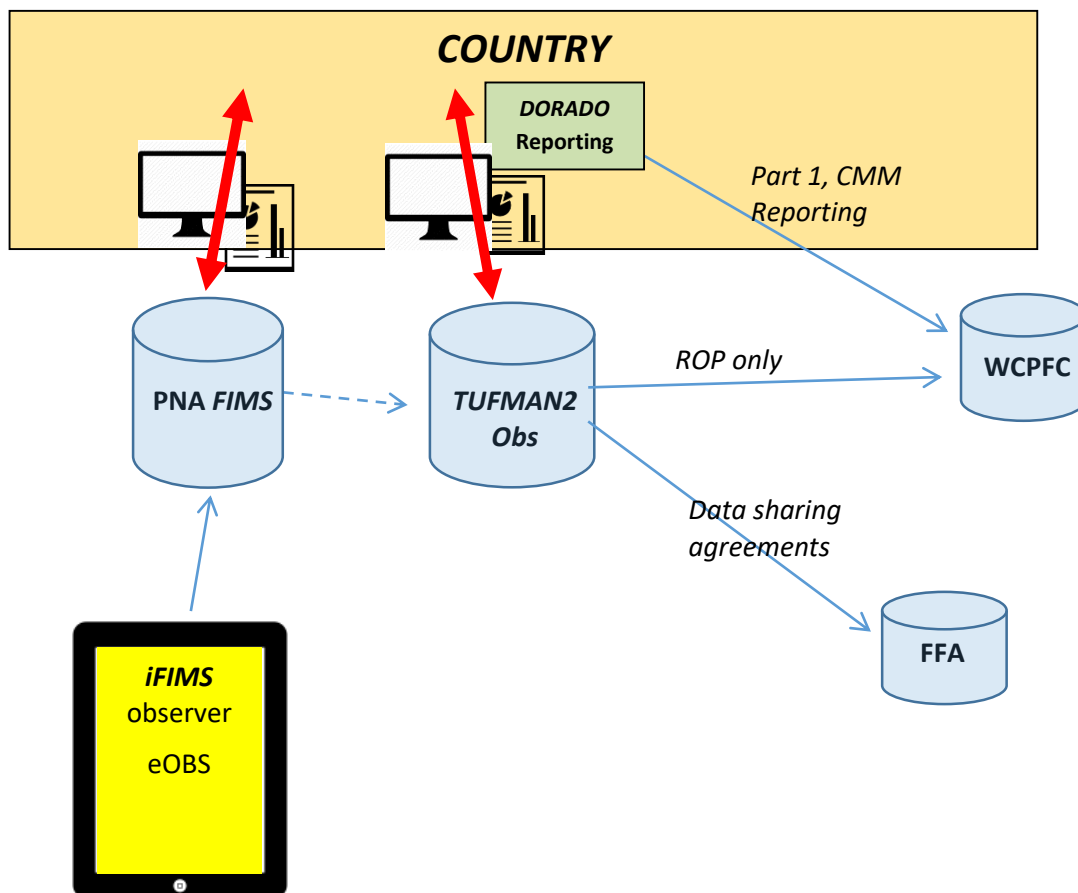 COUNTRY
DORADO
Reporting
Part 1, CMM
Reporting
PNA FIMS
TUFMAN2
Obs
ROP only
WCPFC
Data sharing
agreements
FFA
iFIMS
observer
eOBS